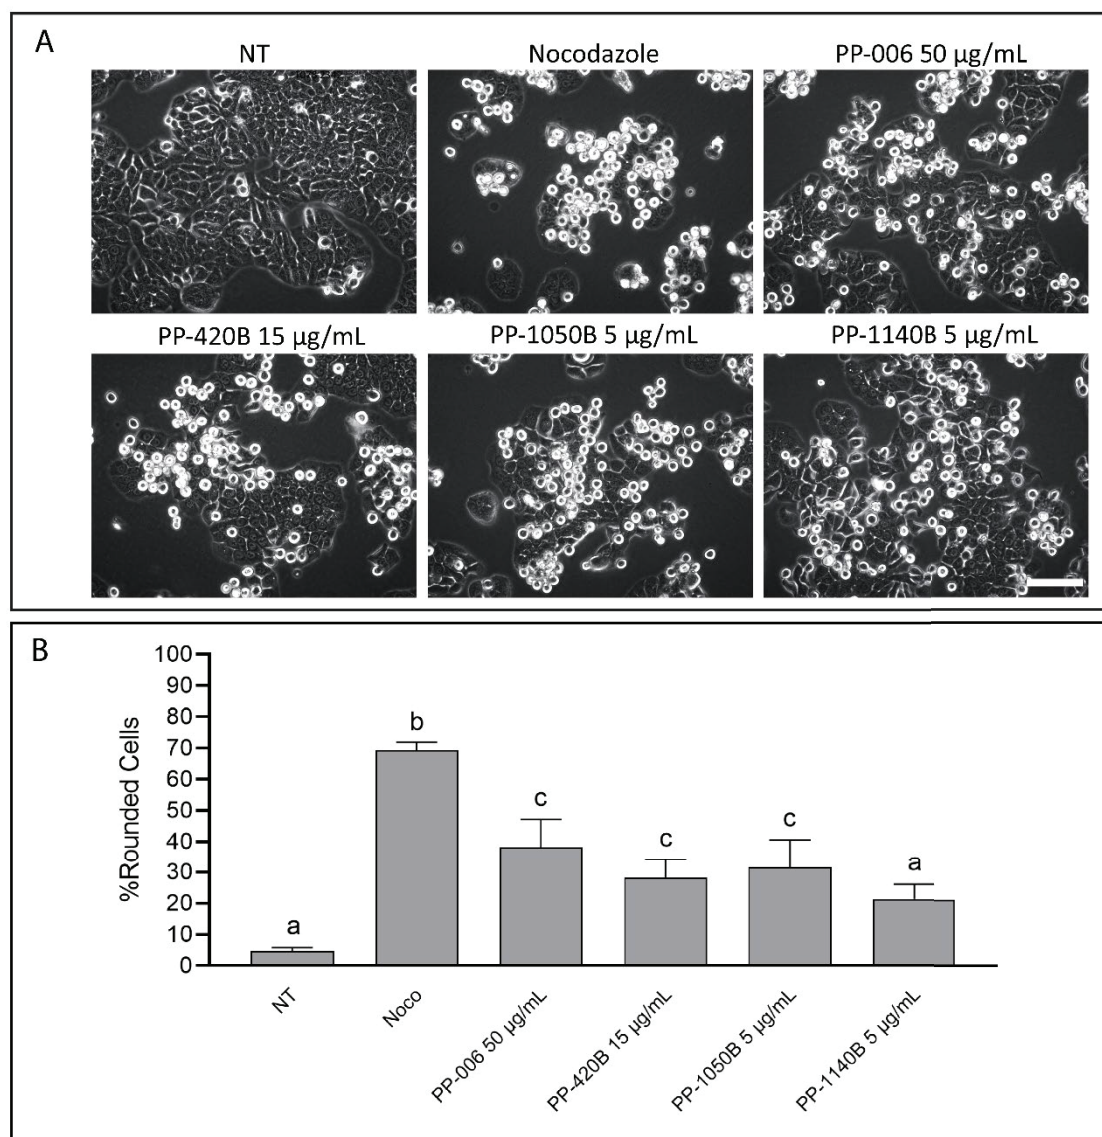 A
NT
Nocodazole
PP-006 50 µg/mL
PP-420B 15 µg/mL
PP-1050B 5 µg/mL
PP-1140B 5 µg/mL
B
%Rounded Cells
100
90
80
70
60
50
40
30
20
10
0
a
b
c
c
c
a
NT
Noco
PP-006 50 µg/mL
PP-420B 15 µg/mL
PP-1050B 5 µg/mL
PP-1140B 5 µg/mL